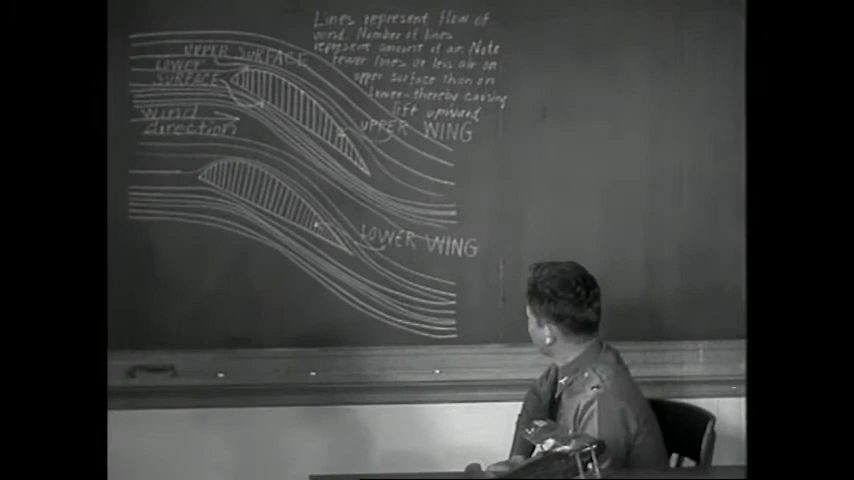 Lines represent flow of
wind. Number of lines
represent amount of air. Note
fewer lines or less air on
upper surface than on
lower-thereby causing
lift upward
UPPER SURFACE
LOWER
SURFACE
wind
direction
UPPER WING
LOWER WING